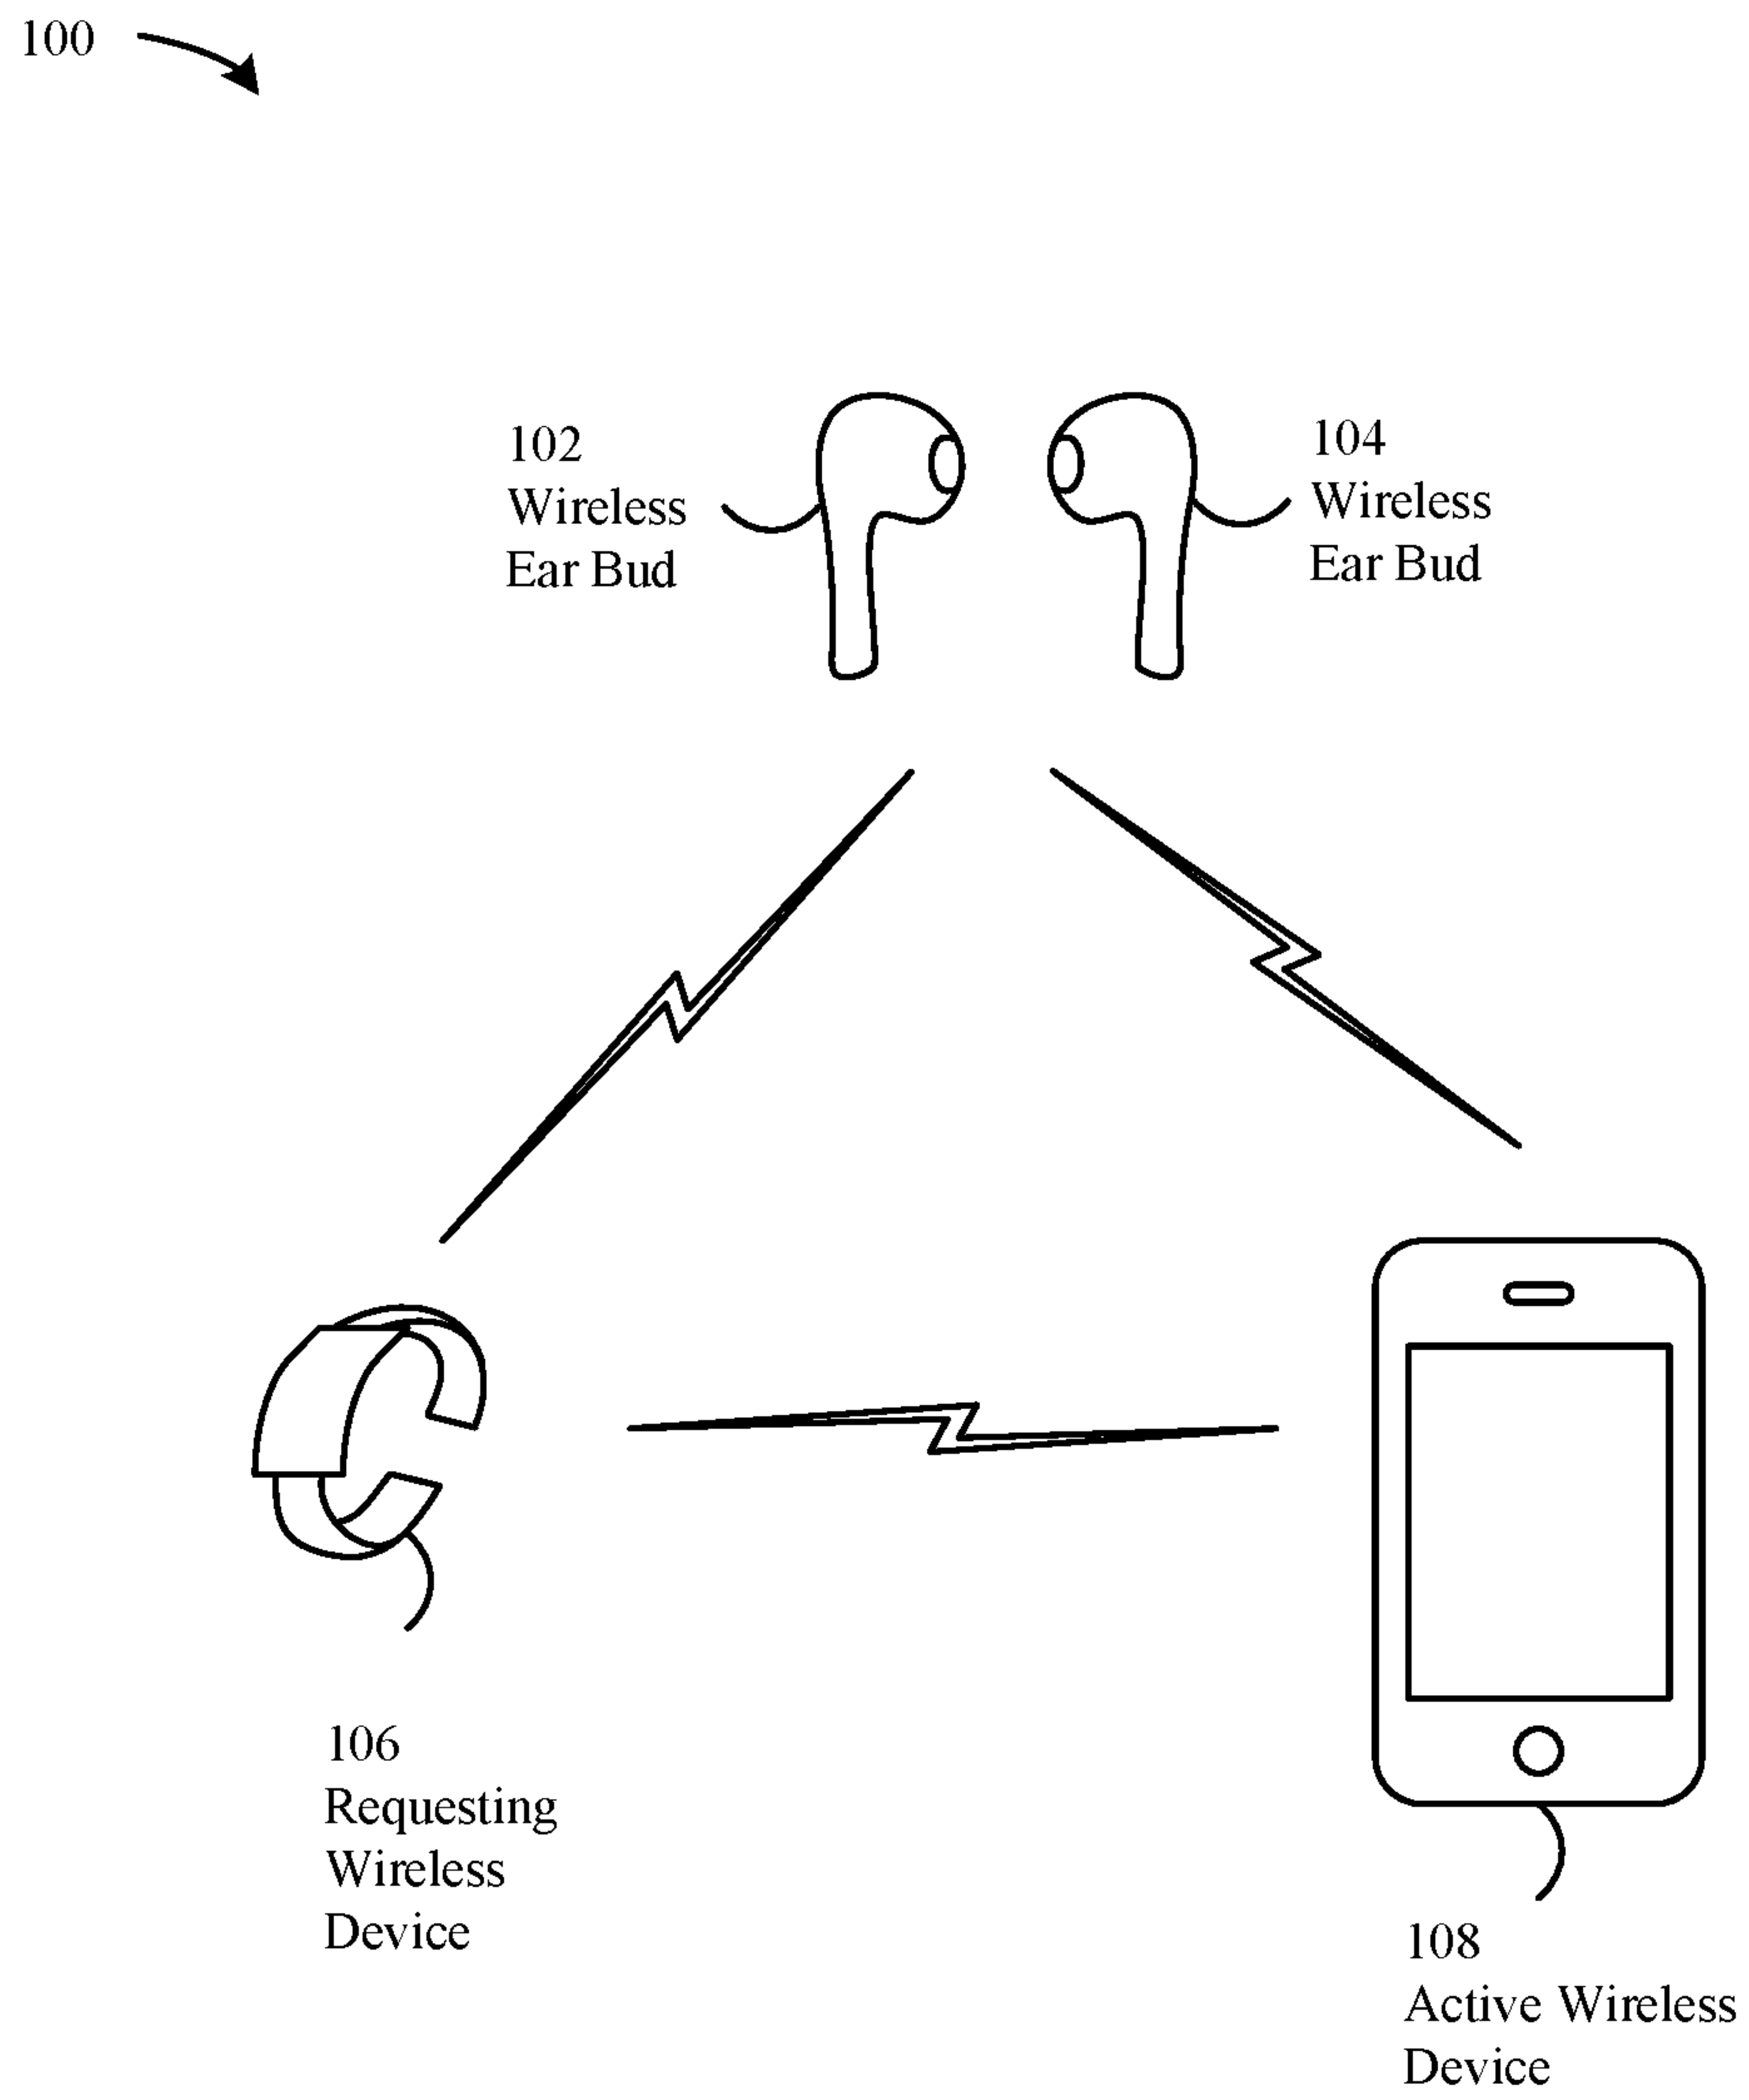 100
102
Wireless
Ear Bud
104
Wireless
Ear Bud
106
Requesting
Wireless
Device
108
Active Wireless
Device